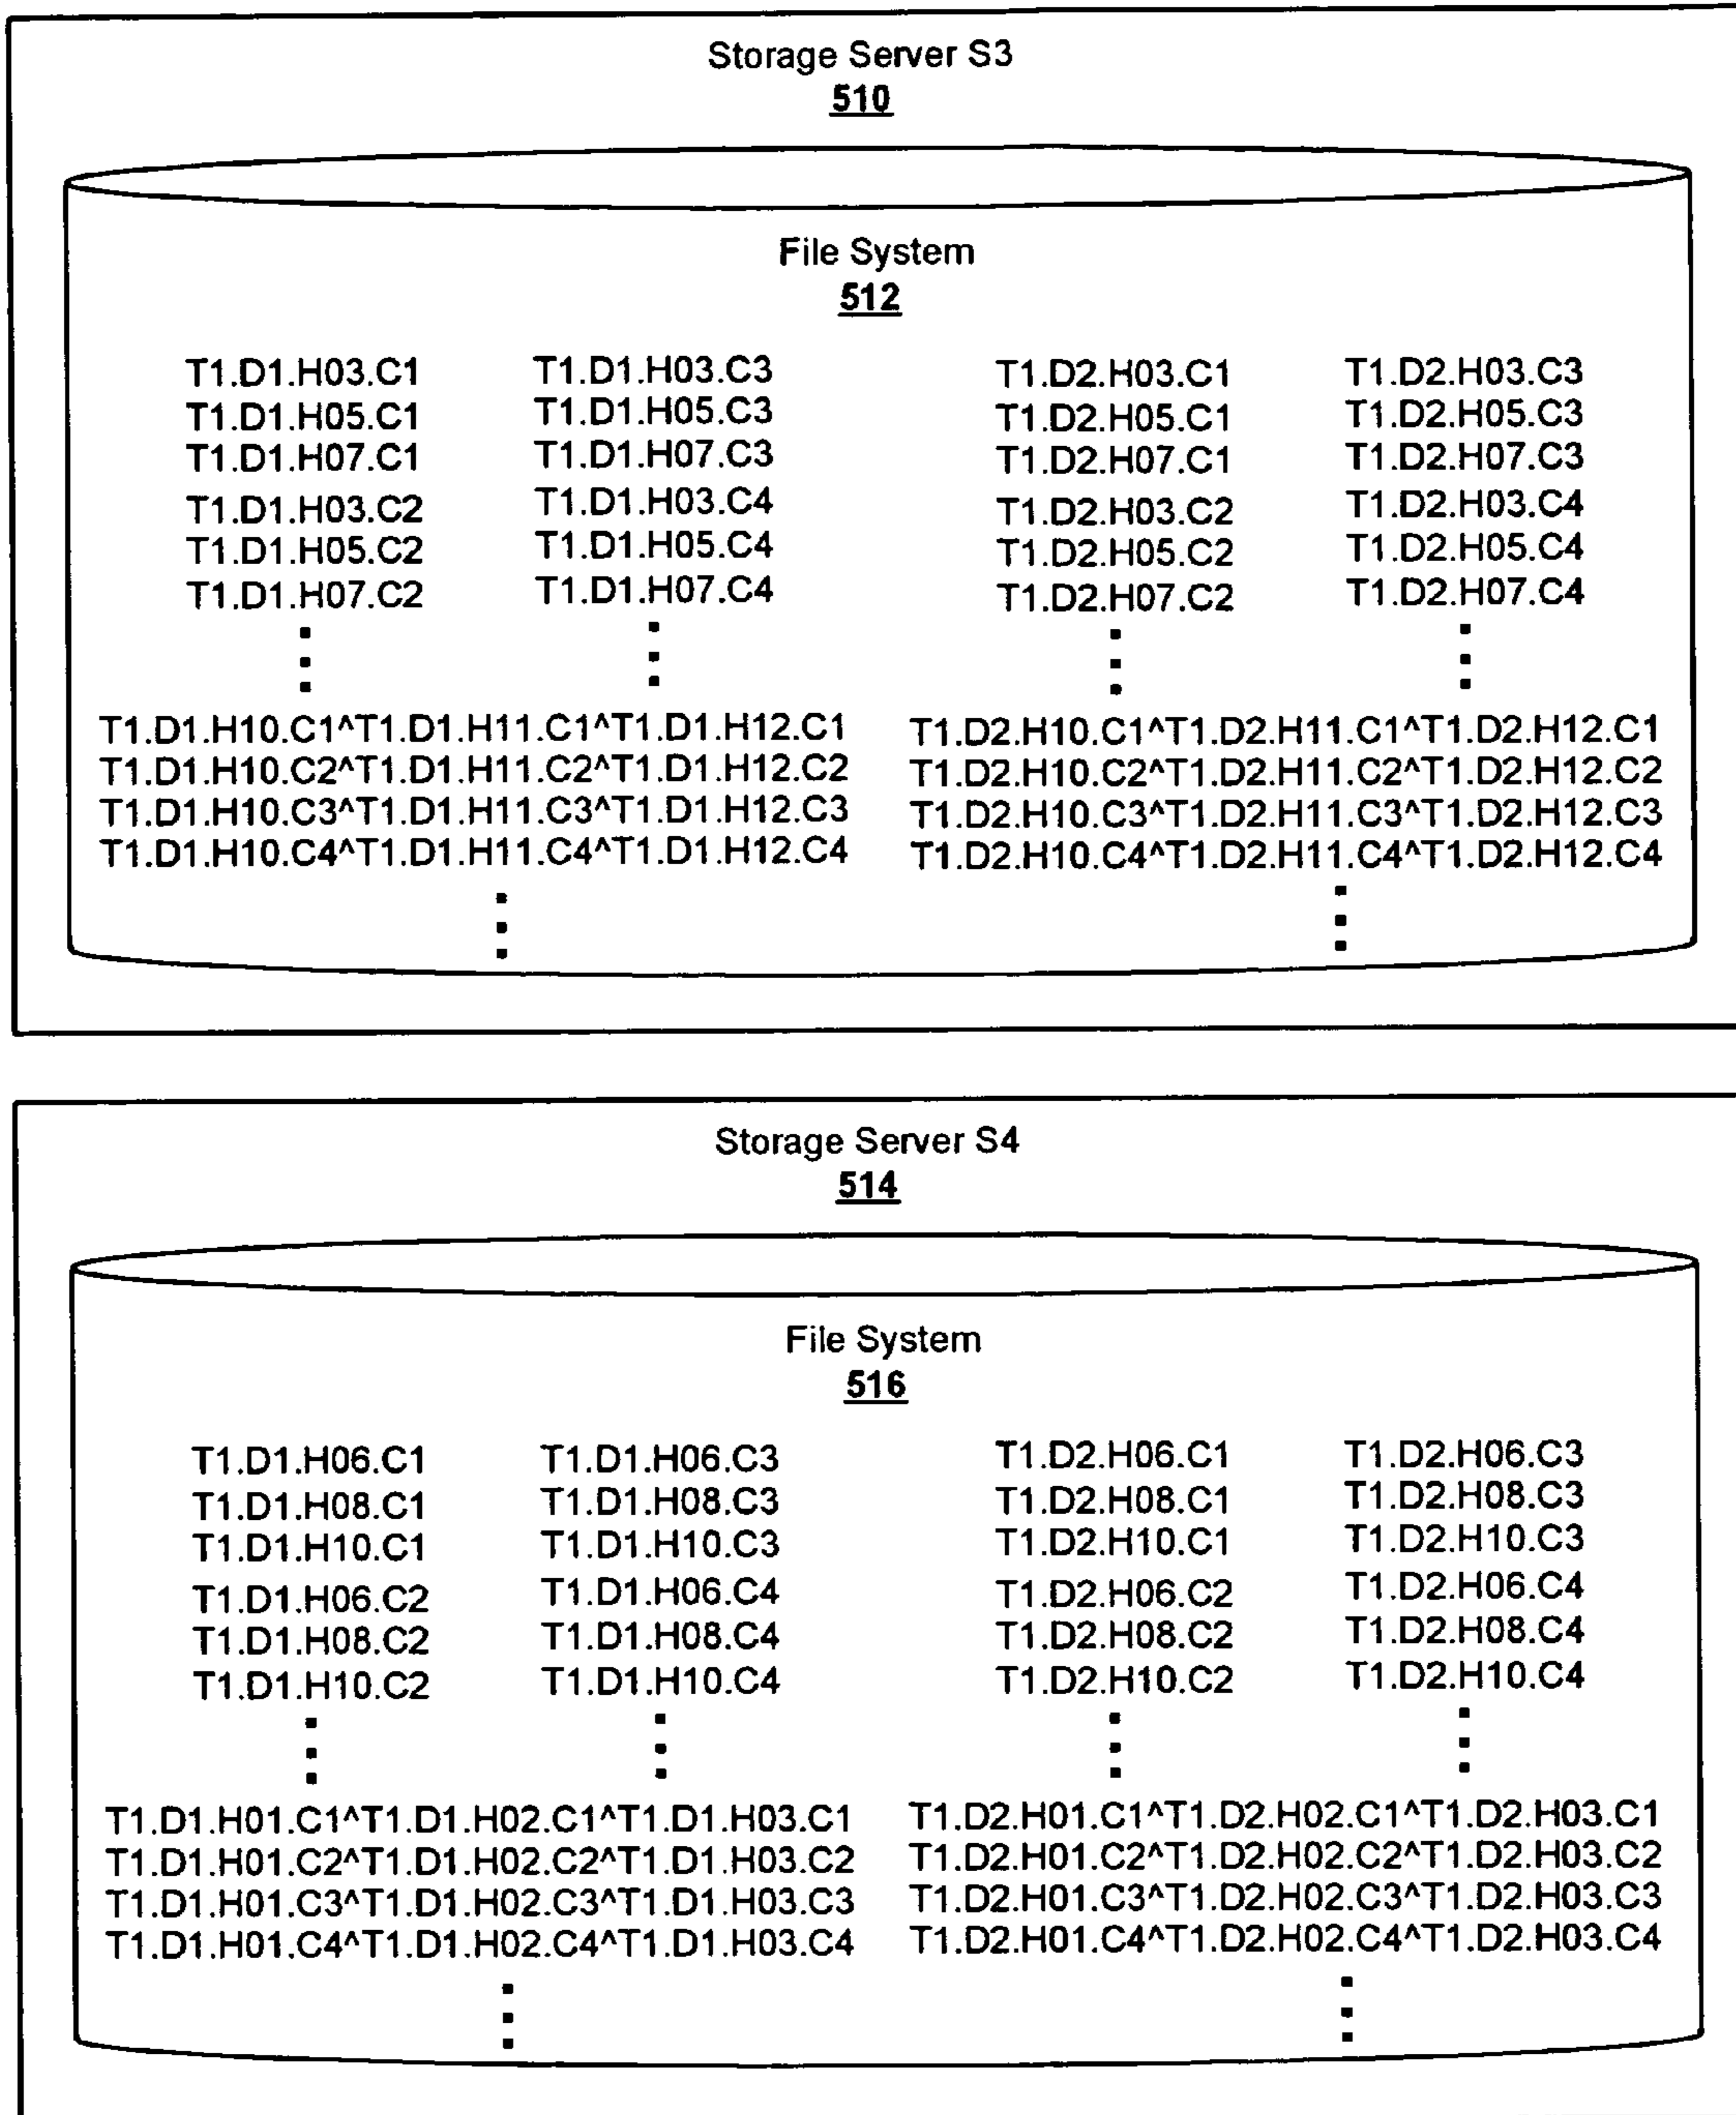 Storage Server S3
510
File System
512
T1.D1.H03.C1 T1.D1.H03.C3 T1.D2.H03.C1 T1.D2.H03.C3
T1.D1.H05.C1 T1.D1.H05.C3 T1.D2.H05.C1 T1.D2.H05.C3
T1.D1.H07.C1 T1.D1.H07.C3 T1.D2.H07.C1 T1.D2.H07.C3
T1.D1.H03.C2 T1.D1.H03.C4 T1.D2.H03.C2 T1.D2.H03.C4
T1.D1.H05.C2 T1.D1.H05.C4 T1.D2.H05.C2 T1.D2.H05.C4
T1.D1.H07.C2 T1.D1.H07.C4 T1.D2.H07.C2 T1.D2.H07.C4
T1.D1.H10.C1^T1.D1.H11.C1^T1.D1.H12.C1 T1.D2.H10.C1^T1.D2.H11.C1^T1.D2.H12.C1
T1.D1.H10.C2^T1.D1.H11.C2^T1.D1.H12.C2 T1.D2.H10.C2^T1.D2.H11.C2^T1.D2.H12.C2
T1.D1.H10.C3^T1.D1.H11.C3^T1.D1.H12.C3 T1.D2.H10.C3^T1.D2.H11.C3^T1.D2.H12.C3
T1.D1.H10.C4^T1.D1.H11.C4^T1.D1.H12.C4 T1.D2.H10.C4^T1.D2.H11.C4^T1.D2.H12.C4
Storage Server S4
514
File System
516
T1.D1.H06.C1 T1.D1.H06.C3 T1.D2.H06.C1 T1.D2.H06.C3
T1.D1.H08.C1 T1.D1.H08.C3 T1.D2.H08.C1 T1.D2.H08.C3
T1.D1.H10.C1 T1.D1.H10.C3 T1.D2.H10.C1 T1.D2.H10.C3
T1.D1.H06.C2 T1.D1.H06.C4 T1.D2.H06.C2 T1.D2.H06.C4
T1.D1.H08.C2 T1.D1.H08.C4 T1.D2.H08.C2 T1.D2.H08.C4
T1.D1.H10.C2 T1.D1.H10.C4 T1.D2.H10.C2 T1.D2.H10.C4
T1.D1.H01.C1^T1.D1.H02.C1^T1.D1.H03.C1 T1.D2.H01.C1^T1.D2.H02.C1^T1.D2.H03.C1
T1.D1.H01.C2^T1.D1.H02.C2^T1.D1.H03.C2 T1.D2.H01.C2^T1.D2.H02.C2^T1.D2.H03.C2
T1.D1.H01.C3^T1.D1.H02.C3^T1.D1.H03.C3 T1.D2.H01.C3^T1.D2.H02.C3^T1.D2.H03.C3
T1.D1.H01.C4^T1.D1.H02.C4^T1.D1.H03.C4 T1.D2.H01.C4^T1.D2.H02.C4^T1.D2.H03.C4